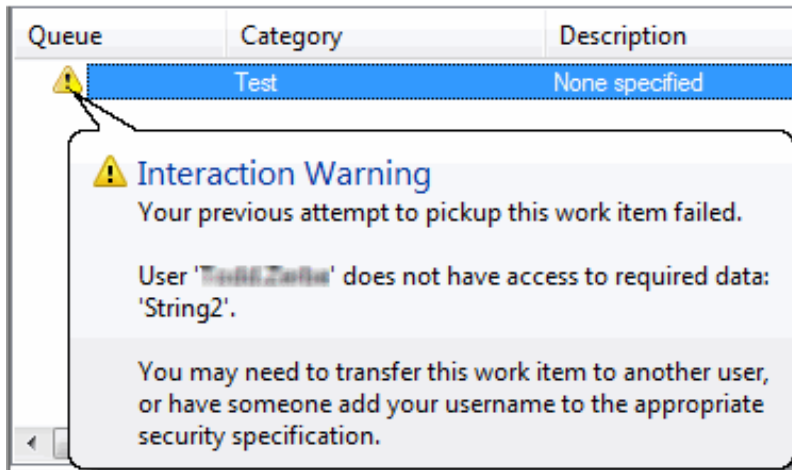 Queue Category Description
Test None specified
Interaction Warning
Your previous attempt to pickup this work item failed.
User ' ' does not have access to required data:
'String2'.
You may need to transfer this work item to another user,
or have someone add your username to the appropriate
security specification.